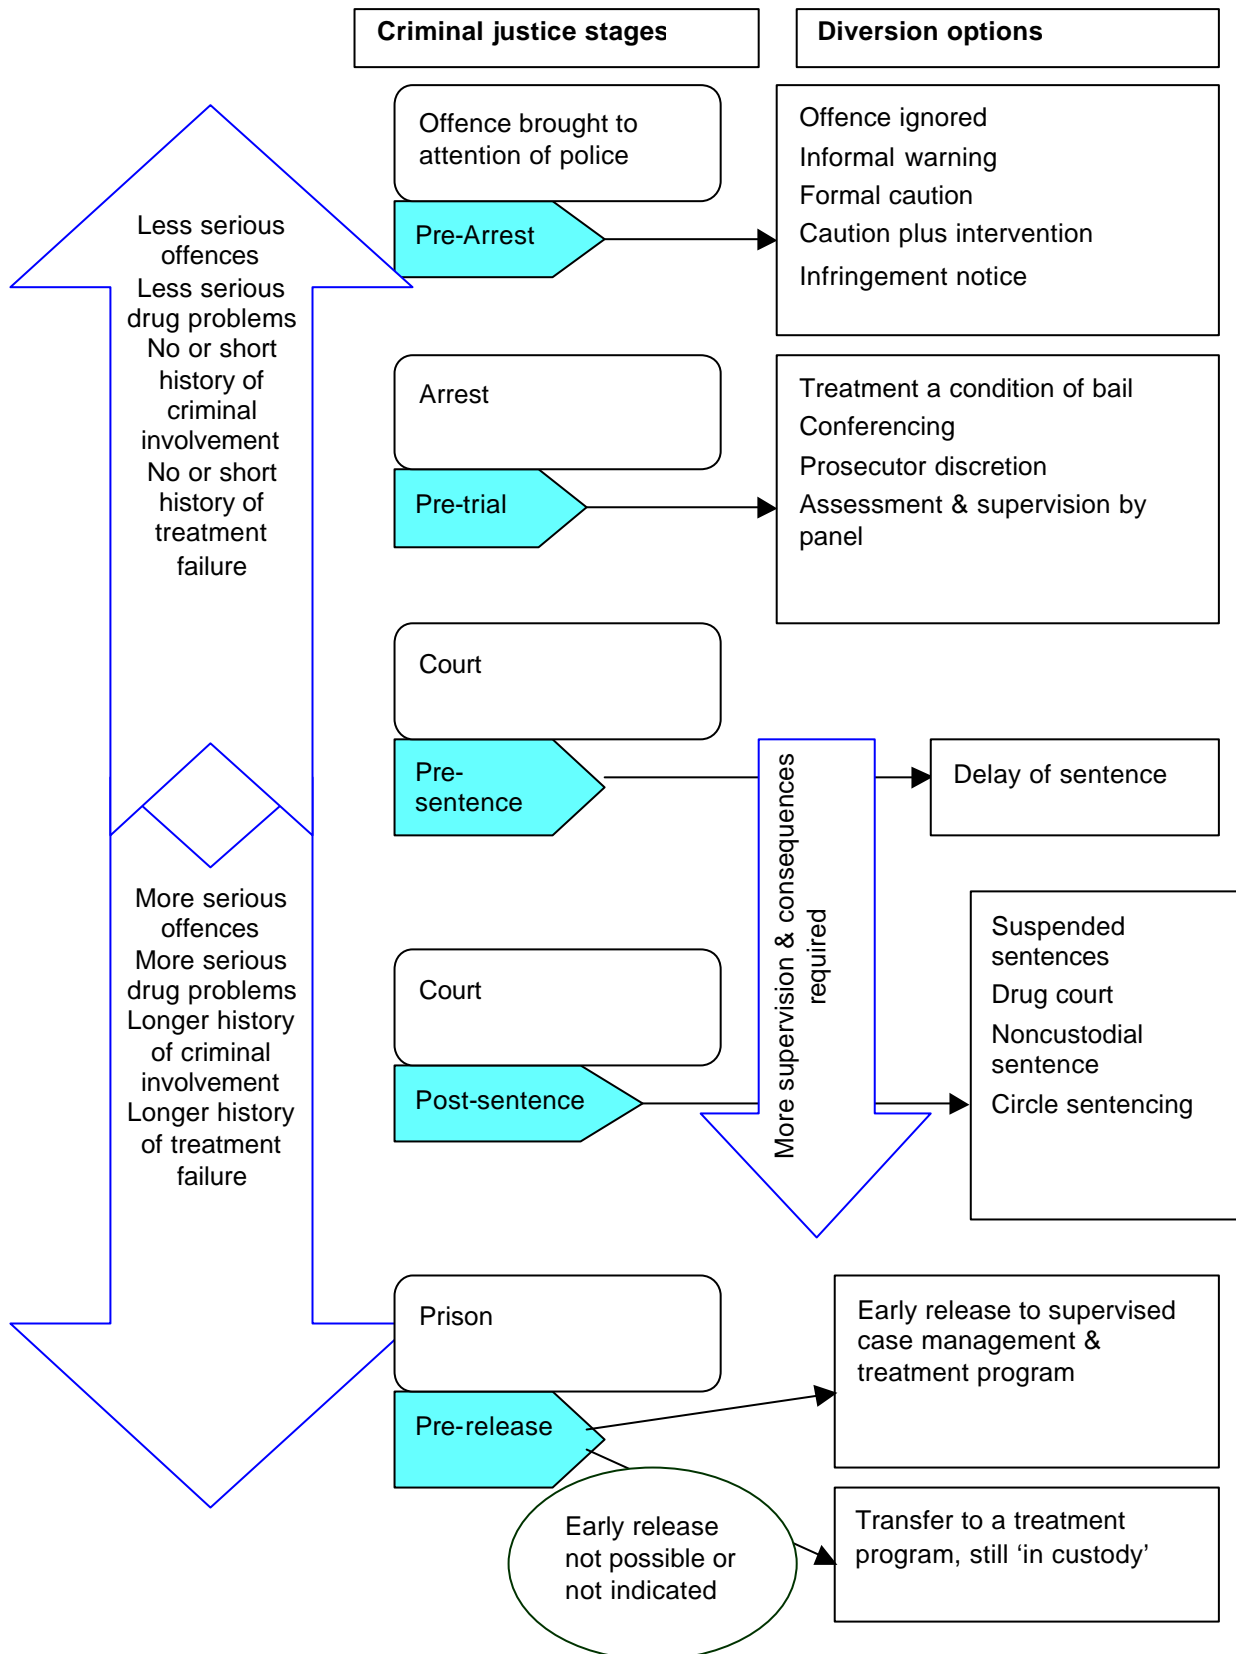 Criminal justice stages
Diversion options
Offence brought to
attention of police
Pre-Arrest
Offence ignored
Informal warning
Formal caution
Caution plus intervention
Infringement notice
Less serious
offences
Less serious
drug problems
No or short
history of
criminal
involvement
No or short
history of
treatment
failure
Arrest
Pre-trial
Treatment a condition of bail
Conferencing
Prosecutor discretion
Assessment & supervision by
panel
Court
Pre-
sentence
Delay of sentence
More supervision & consequences
required
More serious
offences
More serious
drug problems
Longer history
of criminal
involvement
Longer history
of treatment
failure
Court
Post-sentence
Suspended
sentences
Drug court
Noncustodial
sentence
Circle sentencing
Prison
Pre-release
Early release to supervised
case management &
treatment program
Early release
not possible or
not indicated
Transfer to a treatment
program, still ‘in custody’